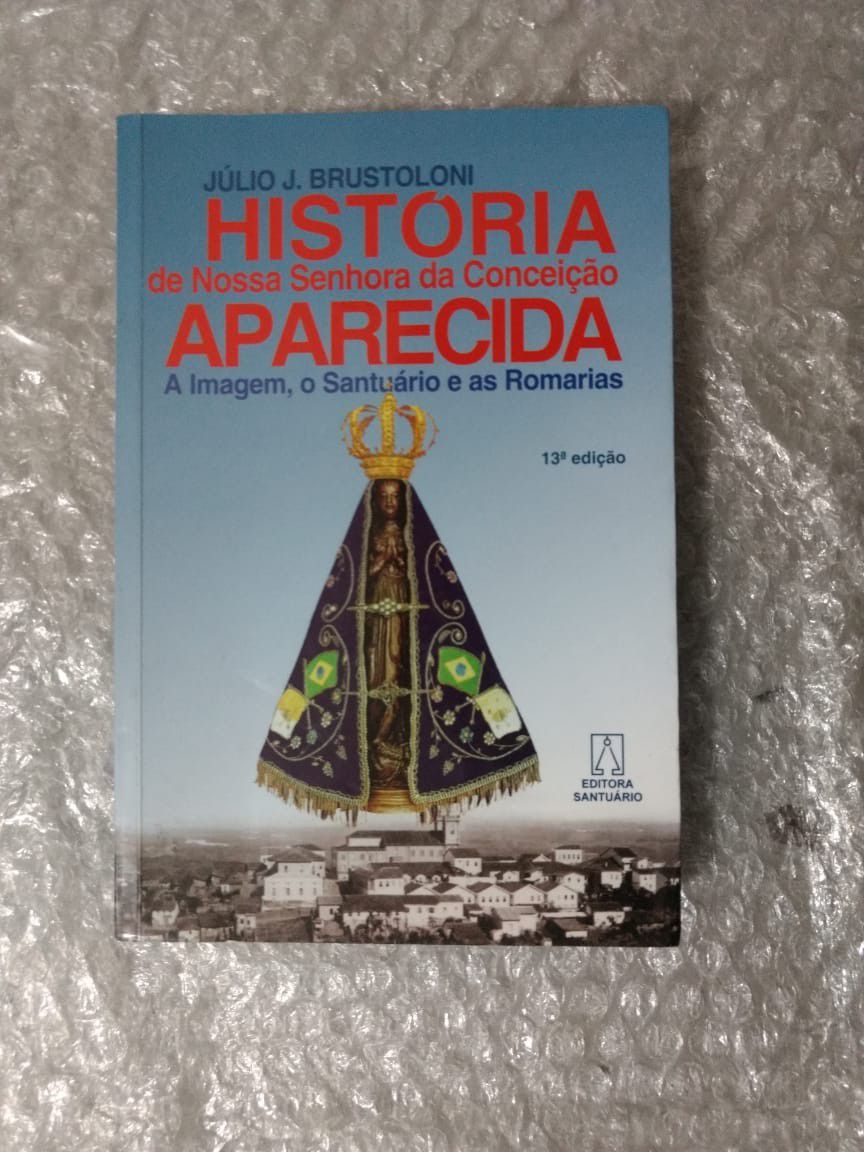 JÚLIO J. BRUSTOLONI
HISTÓRIA
de Nossa Senhora da Conceição
APARECIDA
A Imagem, o Santuário e as Romarias
13ª edição
EDITORA
SANTUÁRIO